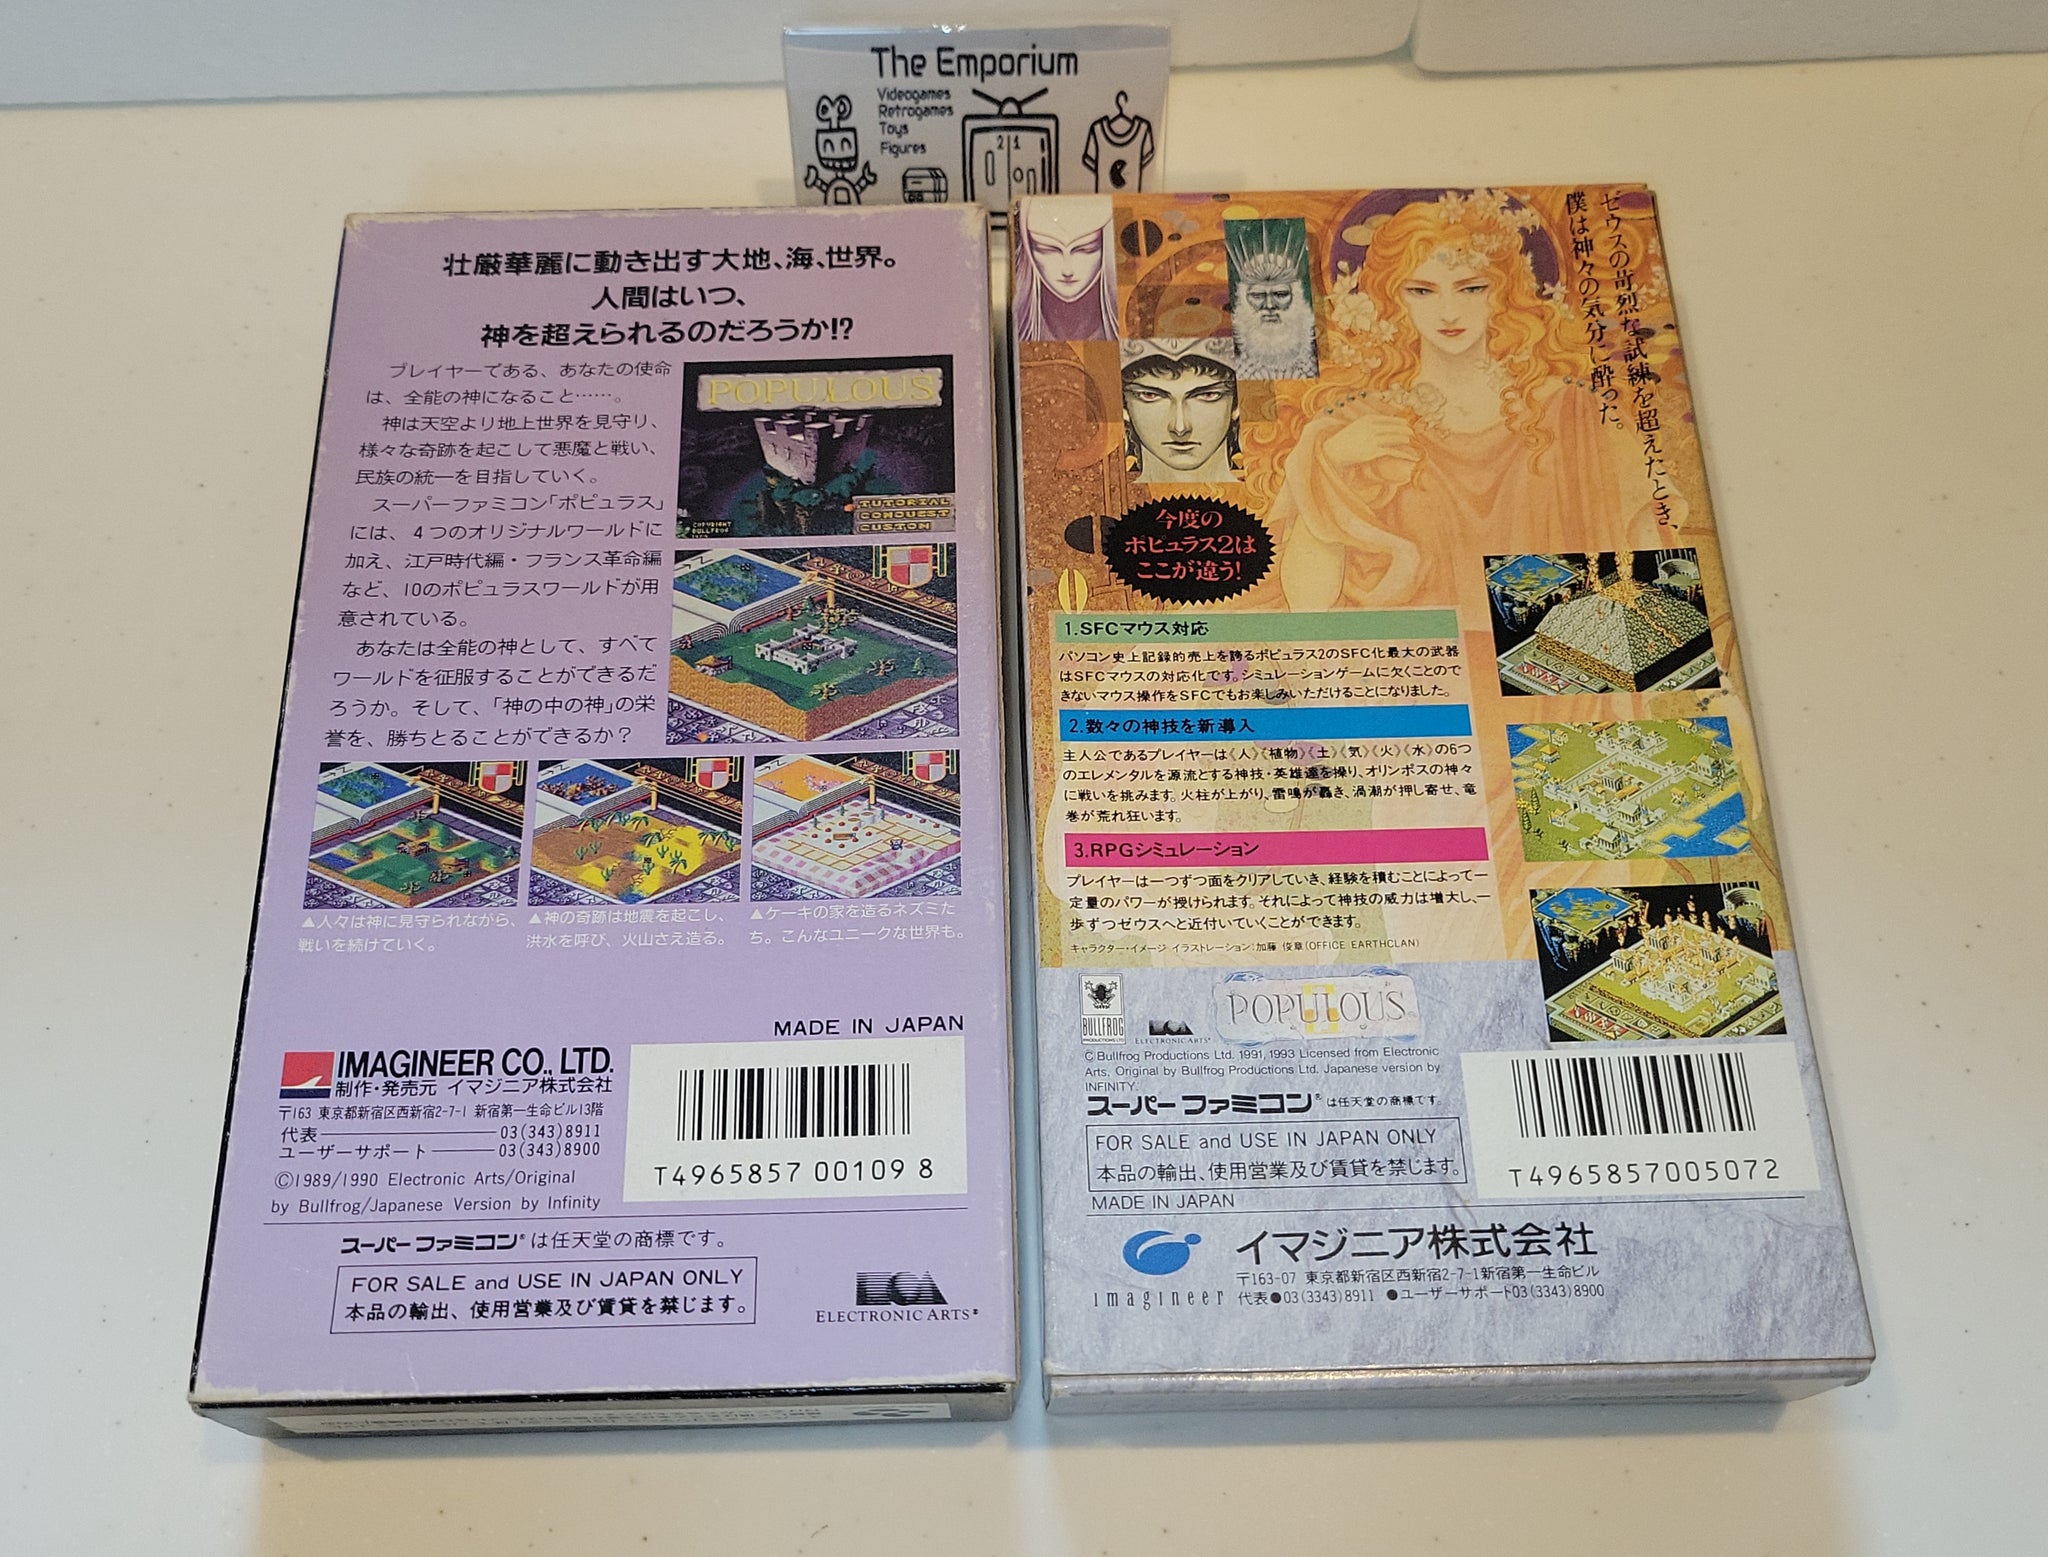 The Emporium
Videogames
Retrogames
Toys
Figures
2 1
壮厳華麗に動き出す大地、海、世界。
人間はいつ、
神を超えられるのだろうか!?
プレイヤーである、あなたの使命
は、全能の神になること……。
神は天空より地上世界を見守り、
様々な奇跡を起こして悪魔と戦い、
民族の統一を目指していく。
スーパーファミコン「ポピュラス」
には、4つのオリジナルワールドに
加え、江戸時代編・フランス革命編
など、10のポピュラスワールドが用
意されている。
あなたは全能の神として、すべて
ワールドを征服することができるだ
ろうか。そして、「神の中の神」の栄
誉を、勝ちとることができるか?
POPULOUS
TUTORIAL
CONQUEST
CUSTOM
COPYRIGHT
BULLFROG
▲人々は神に見守られながら、
戦いを続けていく。
▲神の奇跡は地震を起こし、
洪水を呼び、火山さえ造る。
▲ケーキの家を造るネズミた
ち。こんなユニークな世界も。
MADE IN JAPAN
IMAGINEER CO., LTD.
制作・発売元 イマジニア株式会社
〒163 東京都新宿区西新宿2-7-1 新宿第一生命ビル13階
代表 03(343)8911
ユーザーサポート 03(343)8900
©1989/1990 Electronic Arts/Original
by Bullfrog/Japanese Version by Infinity
T4965857 00109 8
スーパーファミコン®は任天堂の商標です。
FOR SALE and USE IN JAPAN ONLY
本品の輸出、使用営業及び賃貸を禁じます。
ELECTRONIC ARTS®
ゼウスの苛烈な試練を超えたとき、
僕は神々の気分に酔った。
今度の
ポピュラス2は
ここが違う!
1.SFCマウス対応
パソコン史上記録的売上を誇るポピュラス2のSFC化最大の武器
はSFCマウスの対応化です。シミュレーションゲームに欠くことので
きないマウス操作をSFCでもお楽しみいただけることになりました。
2.数々の神技を新導入
主人公であるプレイヤーは《人》《植物》《土》《気》《火》《水》の6つ
のエレメンタルを源流とする神技・英雄達を操り、オリンポスの神々
に戦いを挑みます。火柱が上がり、雷鳴が轟き、渦潮が押し寄せ、竜
巻が荒れ狂います。
3.RPGシミュレーション
プレイヤーは一つずつ面をクリアしていき、経験を積むことによって一
定量のパワーが授けられます。それによって神技の威力は増大し、一
歩ずつゼウスへと近付いていくことができます。
キャラクター・イメージ イラストレーション:加藤 俊章(OFFICE EARTHCLAN)
BULLFROG
PRODUCTIONS LTD
ELECTRONIC ARTS®
POPULOUS II
© Bullfrog Productions Ltd. 1991, 1993 Licensed from Electronic
Arts, Original by Bullfrog Productions Ltd. Japanese version by
INFINITY.
スーパーファミコン®は任天堂の商標です。
FOR SALE and USE IN JAPAN ONLY
本品の輸出、使用営業及び賃貸を禁じます。
MADE IN JAPAN
T4965857005072
imagineer
イマジニア株式会社
〒163-07 東京都新宿区西新宿2-7-1新宿第一生命ビル
代表●03(3343)8911 ●ユーザーサポート03(3343)8900